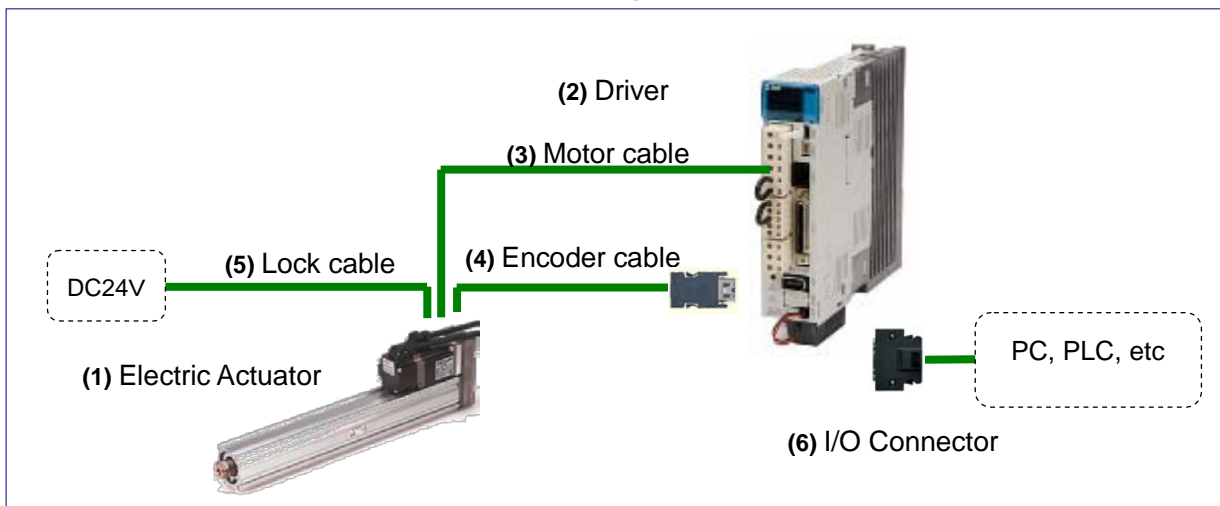 (2) Driver
(3) Motor cable
(5) Lock cable
(4) Encoder cable
DC24V
PC, PLC, etc
(1) Electric Actuator
(6) I/O Connector